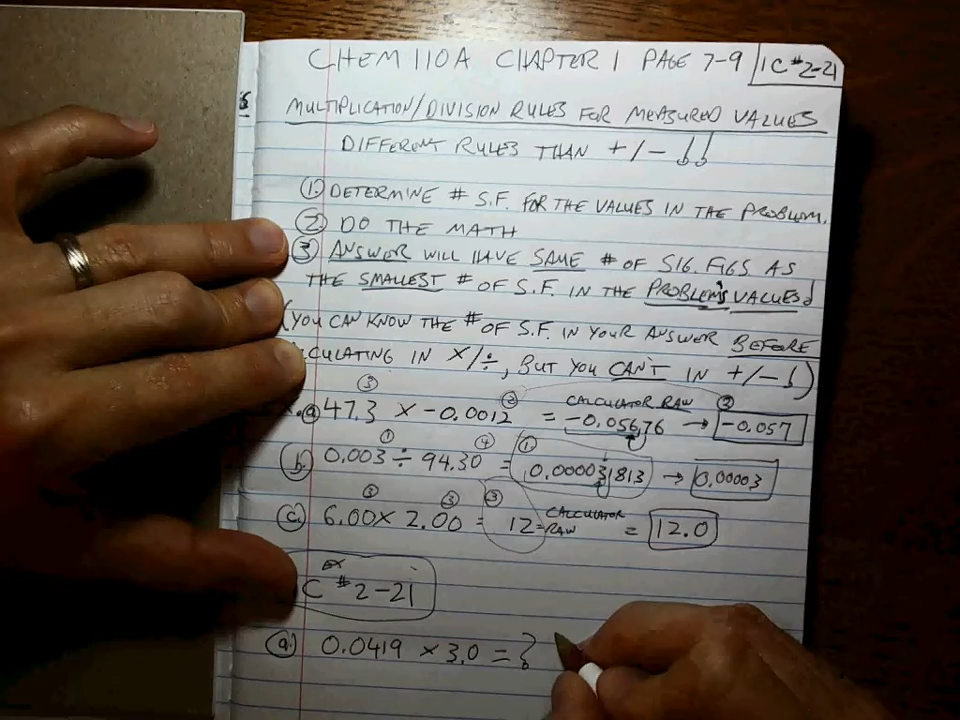 CHEM 110A CHAPTER 1 PAGE 7-9 1C #2-21
MULTIPLICATION/DIVISION RULES FOR MEASURED VALUES
DIFFERENT RULES THAN +/- ↓↓
① DETERMINE # S.F. FOR THE VALUES IN THE PROBLEM.
② DO THE MATH
③ ANSWER WILL HAVE SAME # OF SIG. FIGS AS
THE SMALLEST # OF S.F. IN THE PROBLEM'S VALUES!
(YOU CAN KNOW THE # OF S.F. IN YOUR ANSWER BEFORE
LCULATING IN ×/÷, BUT YOU CAN'T IN +/- !)
③ ② CALCULATOR RAW ②
a. 47.3 × -0.0012 = -0.05676 → -0.057
① ④ ①
b. 0.003 ÷ 94.30 = 0.000031813 → 0.00003
③ ③ ③
c. 6.00 × 2.00 = 12 = CALCULATOR RAW = 12.0
EX
C #2-21
a. 0.0419 × 3.0 = ?